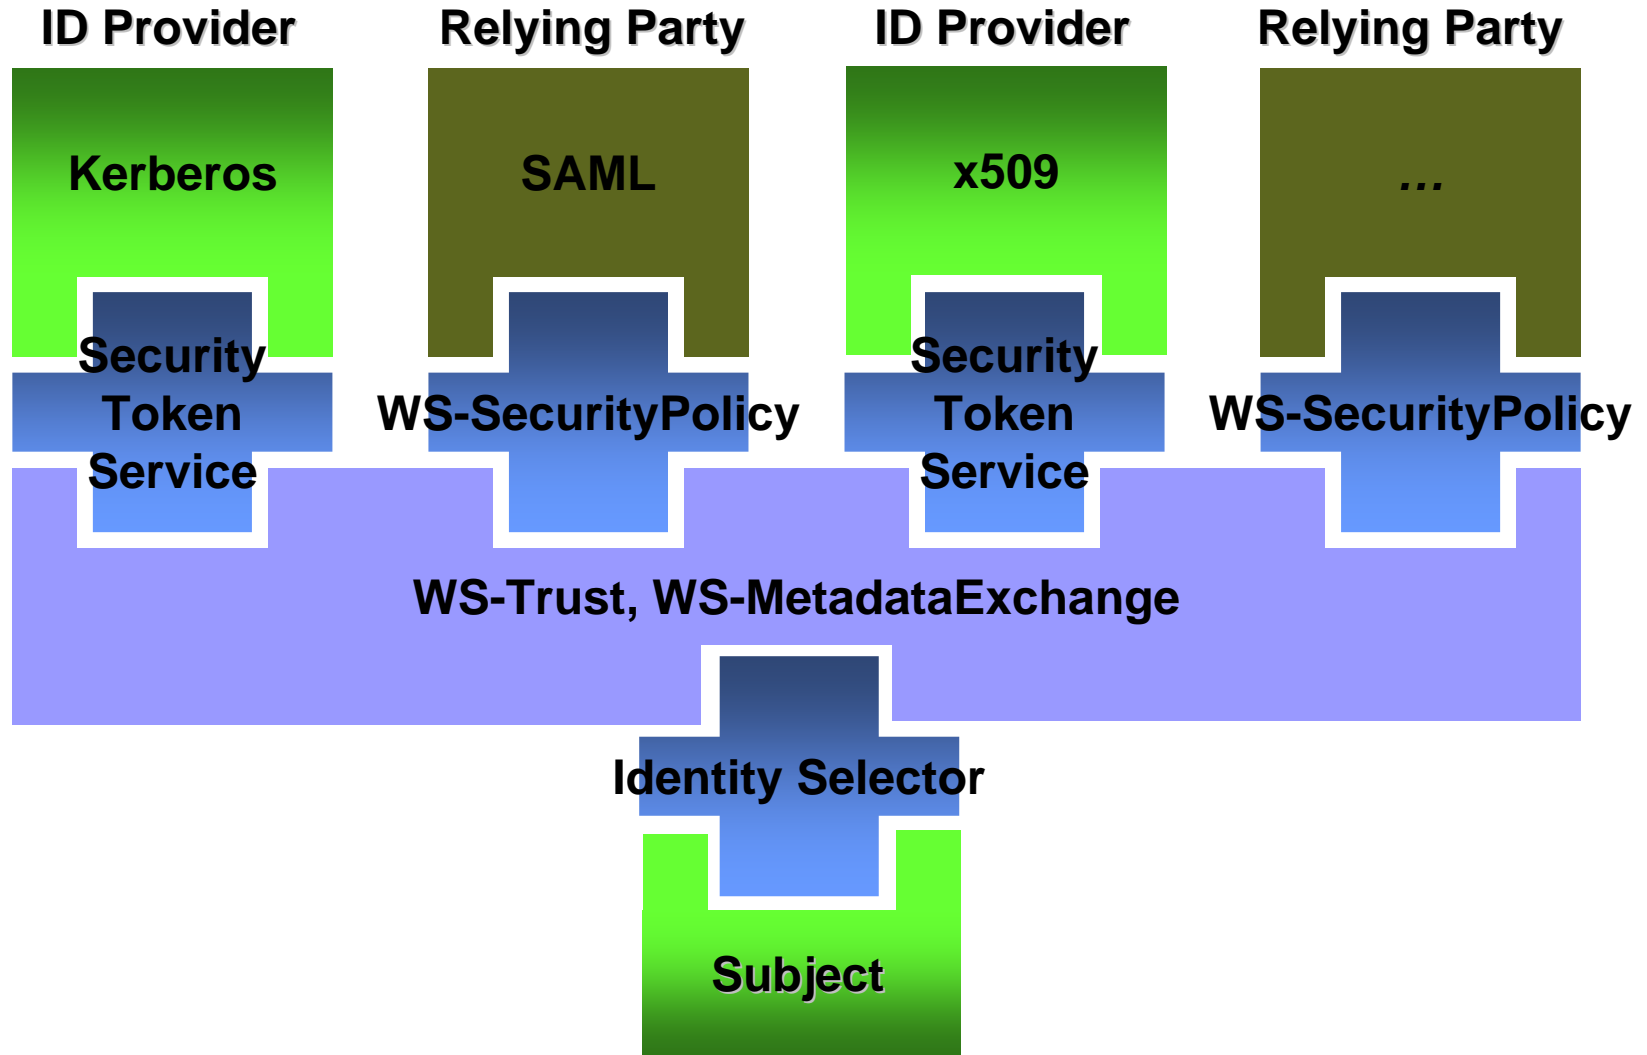 ID Provider
Relying Party
ID Provider
Relying Party
Kerberos
SAML
x509
...
Security
Token
Service
WS-SecurityPolicy
Security
Token
Service
WS-SecurityPolicy
WS-Trust, WS-MetadataExchange
Identity Selector
Subject